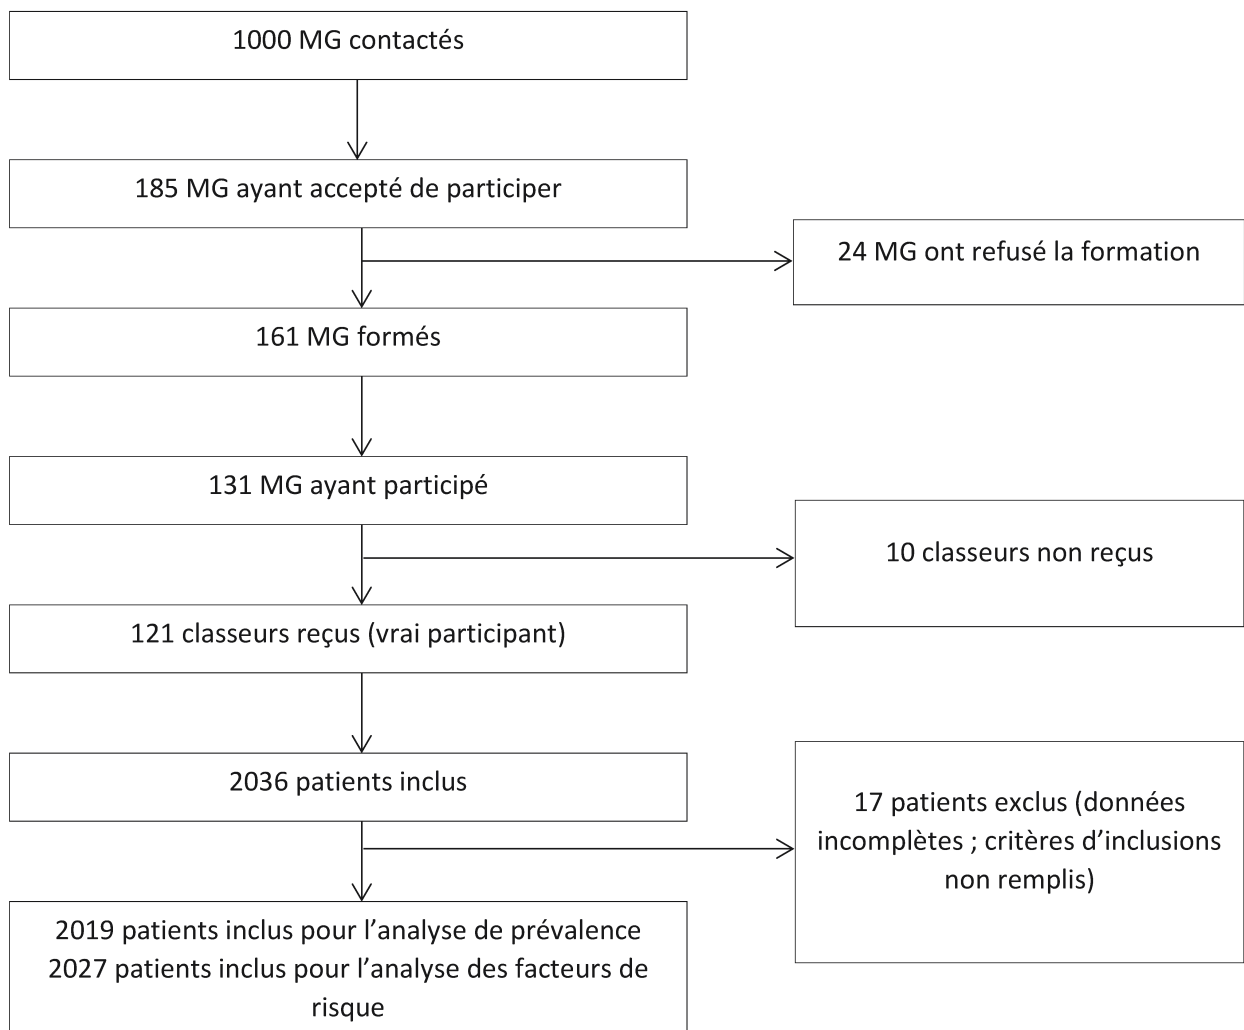 1000 MG contactés
185 MG ayant accepté de participer
24 MG ont refusé la formation
161 MG formés
131 MG ayant participé
10 classeurs non reçus
121 classeurs reçus (vrai participant)
2036 patients inclus
17 patients exclus (données
incomplètes ; critères d’inclusions
non remplis)
2019 patients inclus pour l’analyse de prévalence
2027 patients inclus pour l’analyse des facteurs de
risque